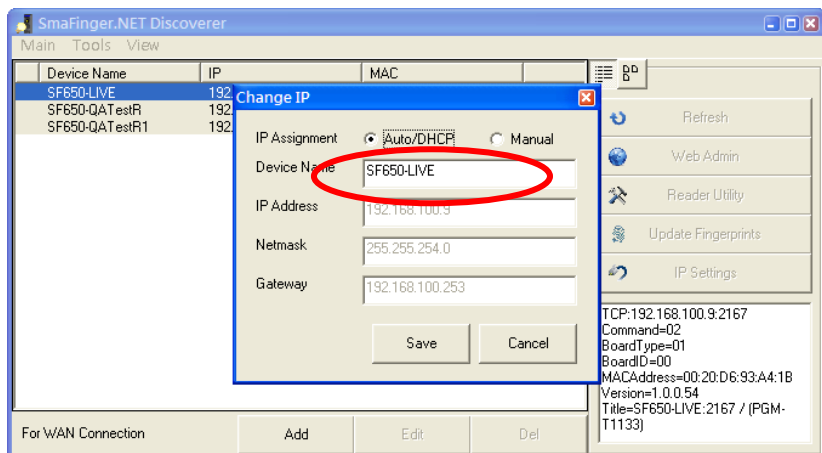 SmaFinger.NET Discoverer
Main Tools View
Device Name IP MAC
SF650-LIVE 192.
SF650-QATestR 192.
SF650-QATestR1 192.
Change IP
IP Assignment Auto/DHCP Manual
Device Name SF650-LIVE
IP Address 192.168.100.9
Netmask 255.255.254.0
Gateway 192.168.100.253
Save Cancel
Refresh
Web Admin
Reader Utility
Update Fingerprints
IP Settings
TCP:192.168.100.9:2167
Command=02
BoardType=01
BoardID=00
MACAddress=00:20:D6:93:A4:1B
Version=1.0.0.54
Title=SF650-LIVE:2167 / (PGM-
T1133)
For WAN Connection Add Edit Del